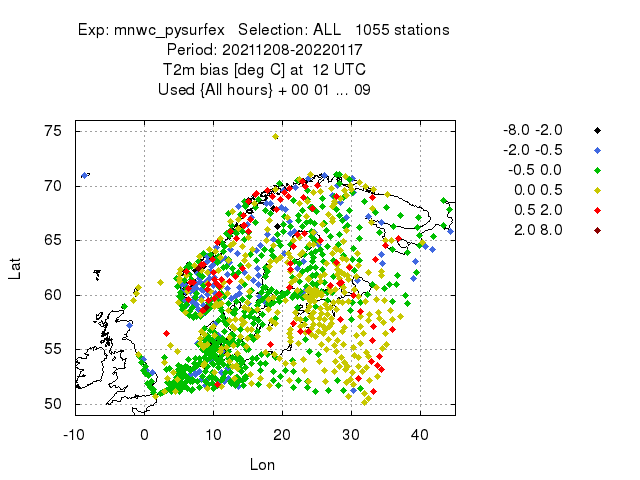 Exp: mnwc_pysurfex   Selection: ALL   1055 stations
Period: 20211208-20220117
T2m bias [deg C] at  12 UTC
Used {All hours} + 00 01 ... 09
-8.0 -2.0
-2.0 -0.5
-0.5 0.0
0.0 0.5
0.5 2.0
2.0 8.0
75
70
65
60
55
50
Lat
-10 0 10 20 30 40
Lon